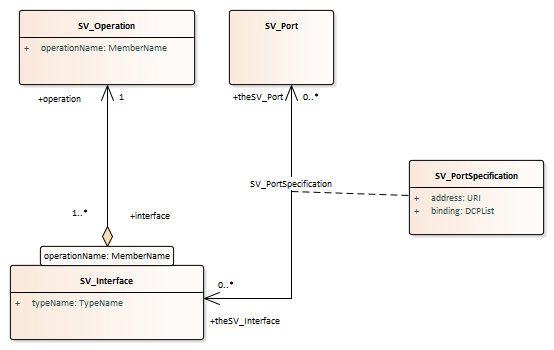 SV_Operation
+ operationName: MemberName
SV_Port
+operation
1
+theSV_Port
0..*
SV_PortSpecification
SV_PortSpecification
+ address: URI
+ binding: DCPList
1..*
+interface
operationName: MemberName
SV_Interface
+ typeName: TypeName
0..*
+theSV_Interface